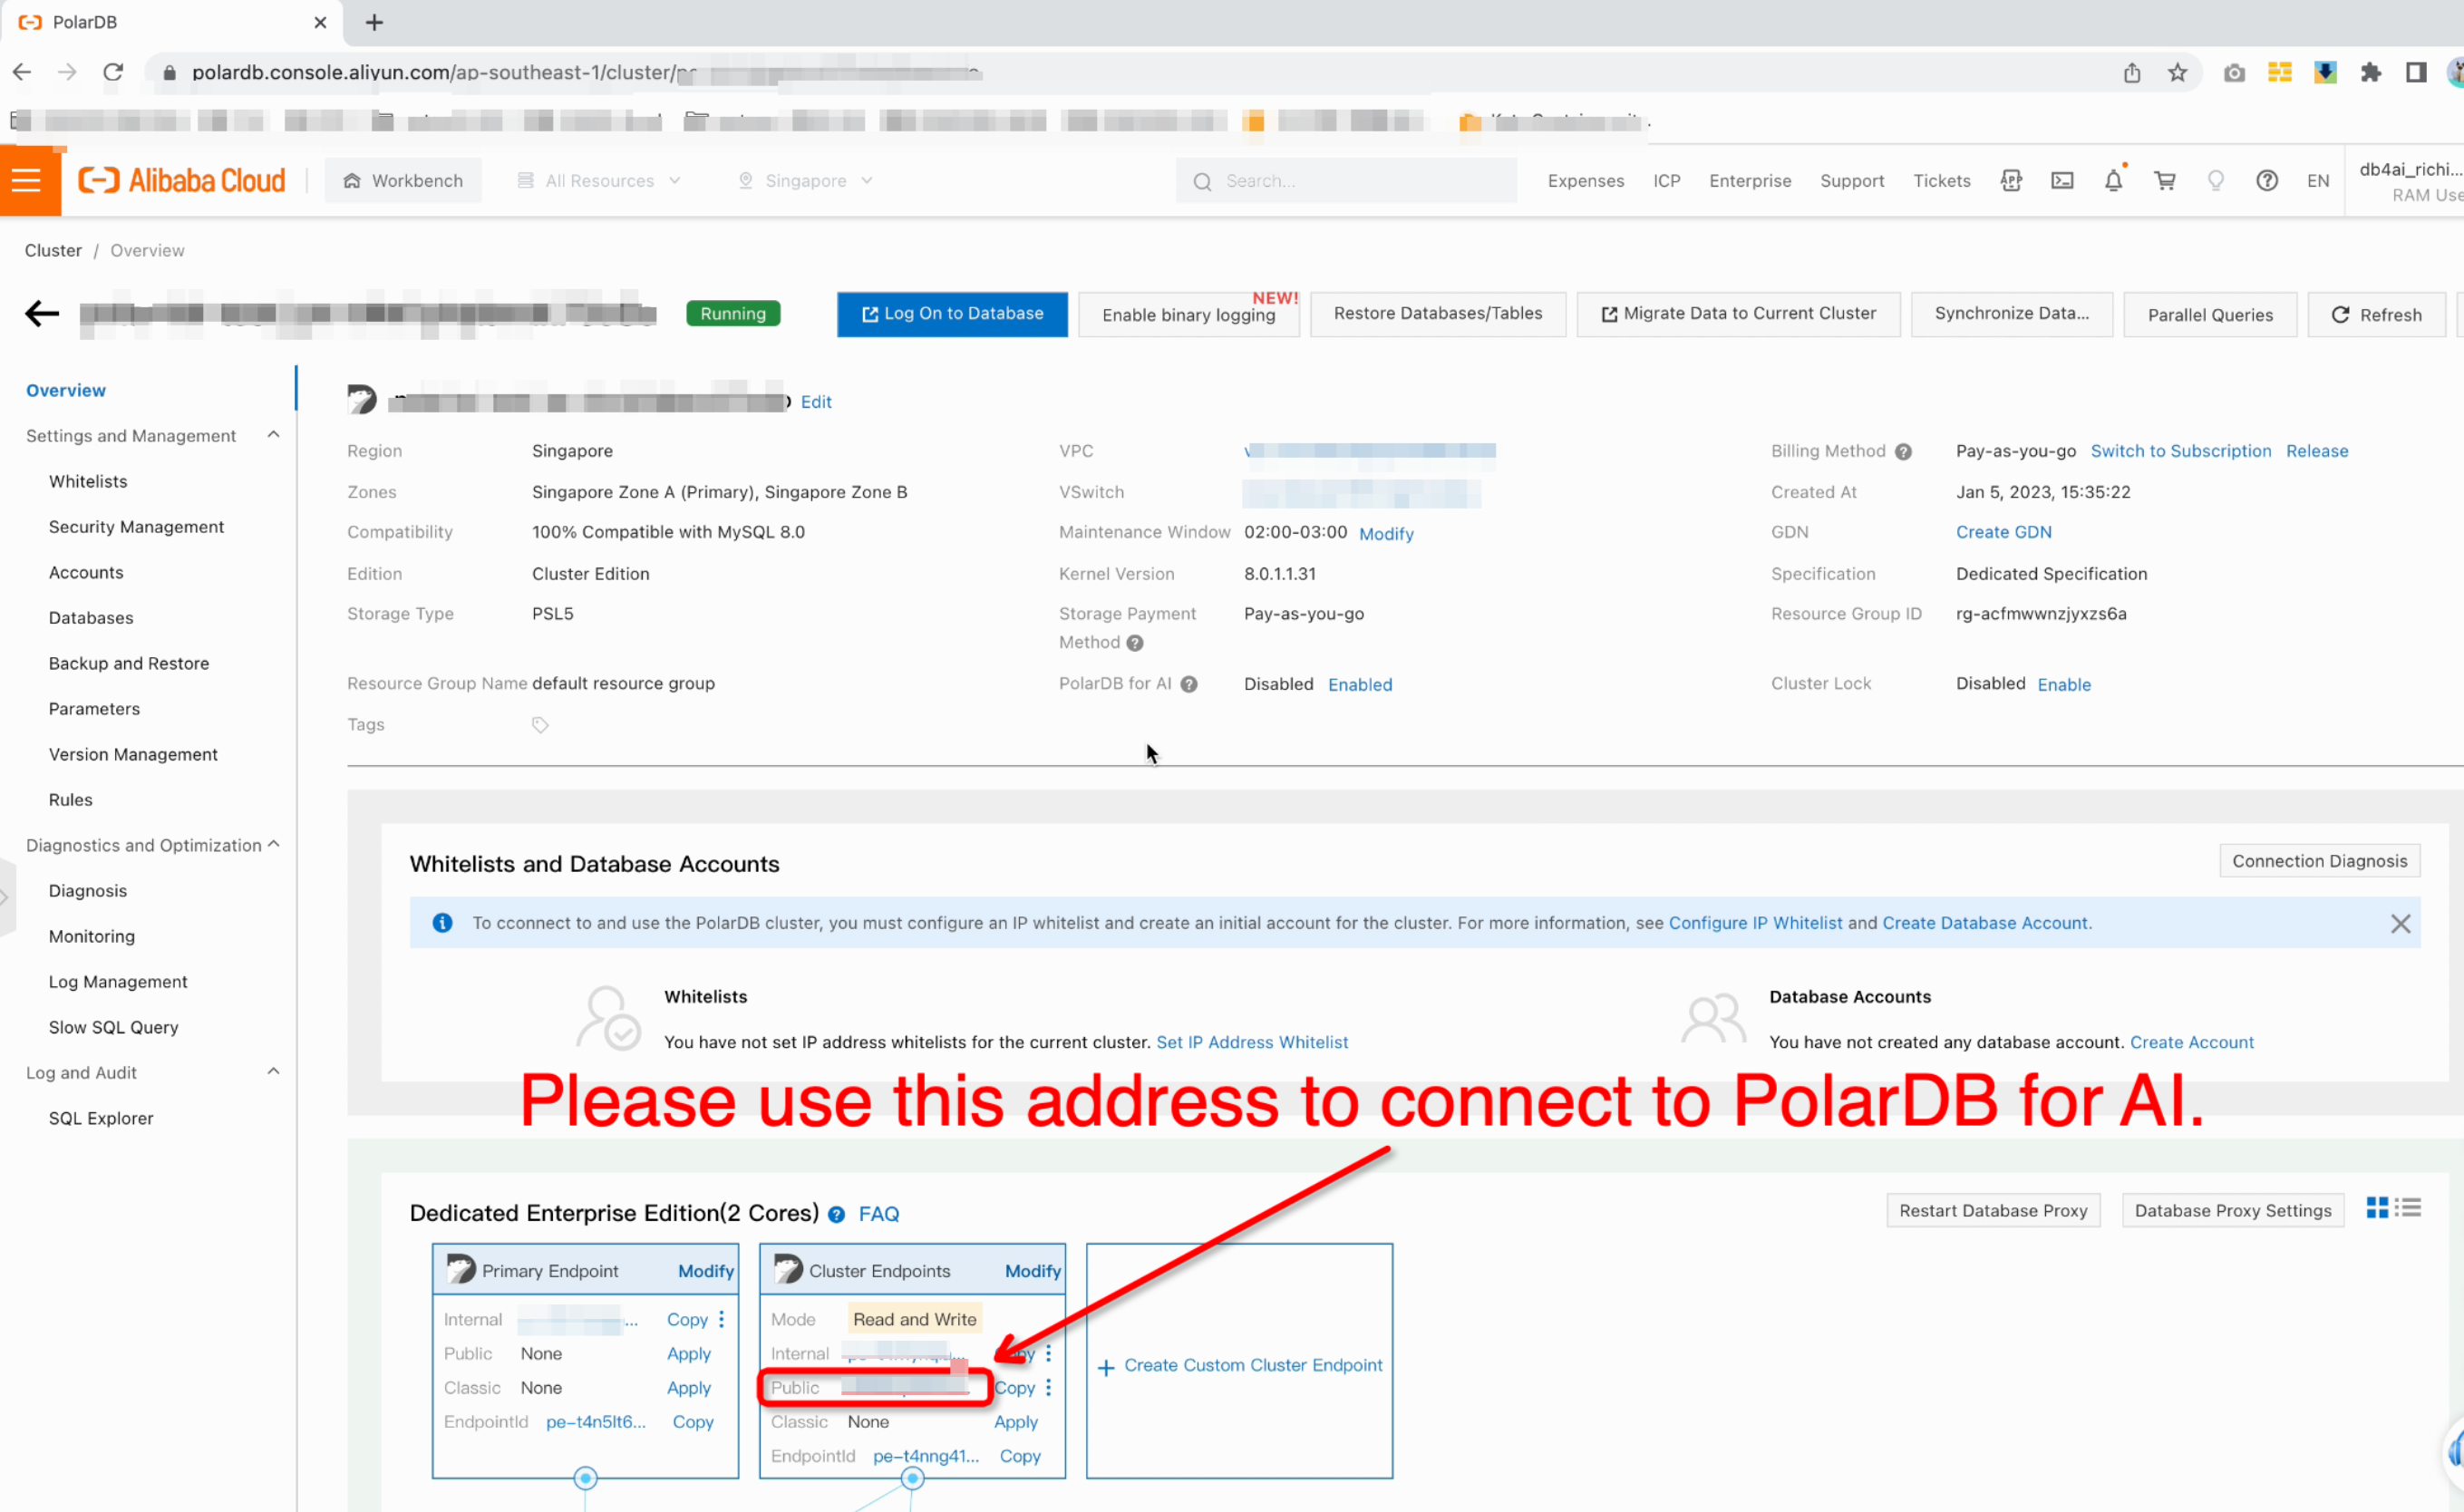 PolarDB
polardb.console.aliyun.com/ap-southeast-1/cluster/
Alibaba Cloud
Workbench
All Resources
Singapore
Search...
Expenses
ICP
Enterprise
Support
Tickets
APP
EN
db4ai_richi...
RAM Use
Cluster / Overview
Running
Log On to Database
Enable binary logging
NEW!
Restore Databases/Tables
Migrate Data to Current Cluster
Synchronize Data...
Parallel Queries
Refresh
Overview
Settings and Management
Whitelists
Security Management
Accounts
Databases
Backup and Restore
Parameters
Version Management
Rules
Diagnostics and Optimization
Diagnosis
Monitoring
Log Management
Slow SQL Query
Log and Audit
SQL Explorer
Edit
Region Singapore
VPC
Billing Method ? Pay-as-you-go Switch to Subscription Release
Zones Singapore Zone A (Primary), Singapore Zone B
VSwitch
Created At Jan 5, 2023, 15:35:22
Compatibility 100% Compatible with MySQL 8.0
Maintenance Window 02:00-03:00 Modify
GDN Create GDN
Edition Cluster Edition
Kernel Version 8.0.1.1.31
Specification Dedicated Specification
Storage Type PSL5
Storage Payment
Method ?
Pay-as-you-go
Resource Group ID rg-acfmwwnzjyxzs6a
Resource Group Name default resource group
PolarDB for AI ? Disabled Enabled
Cluster Lock Disabled Enable
Tags
Whitelists and Database Accounts
Connection Diagnosis
To cconnect to and use the PolarDB cluster, you must configure an IP whitelist and create an initial account for the cluster. For more information, see Configure IP Whitelist and Create Database Account.
Whitelists
You have not set IP address whitelists for the current cluster. Set IP Address Whitelist
Database Accounts
You have not created any database account. Create Account
Please use this address to connect to PolarDB for AI.
Dedicated Enterprise Edition(2 Cores) ? FAQ
Restart Database Proxy
Database Proxy Settings
Primary Endpoint Modify
Internal ... Copy
Public None Apply
Classic None Apply
EndpointId pe-t4n5lt6... Copy
Cluster Endpoints Modify
Mode Read and Write
Internal
Public Copy
Classic None Apply
EndpointId pe-t4nng41... Copy
+ Create Custom Cluster Endpoint